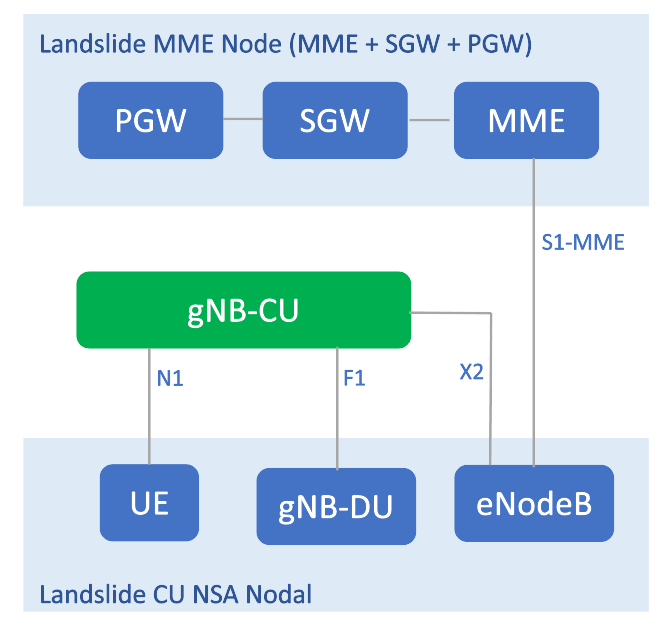 Landslide MME Node (MME + SGW + PGW)
PGW
SGW
MME
S1-MME
gNB-CU
N1
F1
X2
UE
gNB-DU
eNodeB
Landslide CU NSA Nodal